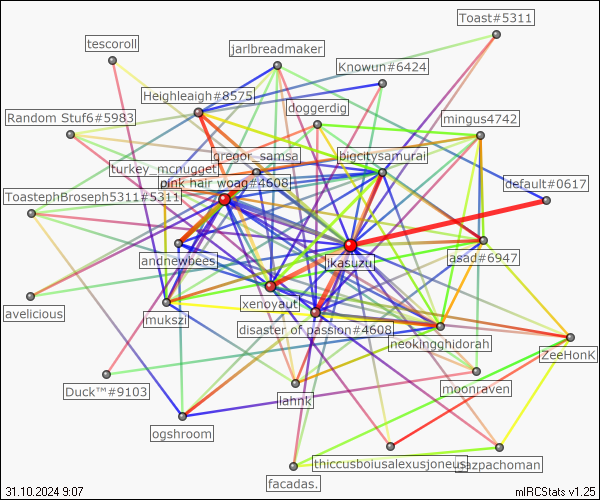 Toast#5311
tescoroll
jarlbreadmaker
Knowun#6424
Heighleaigh#8575
doggerdig
Random Stuf6#5983
mingus4742
gregor_samsa
bigcitysamurai
turkey_mcnugget
pink hair woag#4608
default#0617
ToastephBroseph5311#5311
andnewbees
jikasuzu
asad#6947
avelicious
xenoyaut
mukszi
disaster of passion#4608
neokingghidorah
ZeeHonK
Duck™#9103
lahnk
moonraven
ogshroom
thiccusboiusalexusjoneus
facadas.
31.10.2024 9:07
mIRCStats v1.25